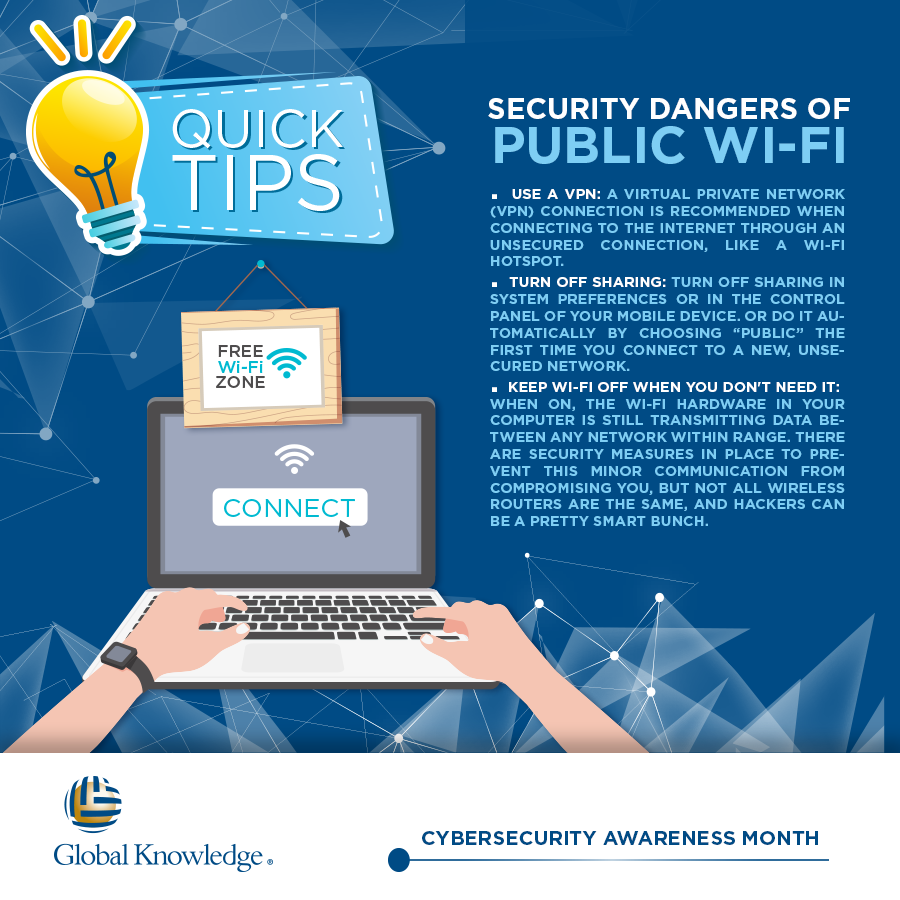 QUICK
TIPS
SECURITY DANGERS OF
PUBLIC WI-FI
▪ USE A VPN: A VIRTUAL PRIVATE NETWORK
(VPN) CONNECTION IS RECOMMENDED WHEN
CONNECTING TO THE INTERNET THROUGH AN
UNSECURED CONNECTION, LIKE A WI-FI
HOTSPOT.
▪ TURN OFF SHARING: TURN OFF SHARING IN
SYSTEM PREFERENCES OR IN THE CONTROL
PANEL OF YOUR MOBILE DEVICE. OR DO IT AU-
TOMATICALLY BY CHOOSING “PUBLIC” THE
FIRST TIME YOU CONNECT TO A NEW, UNSE-
CURED NETWORK.
▪ KEEP WI-FI OFF WHEN YOU DON'T NEED IT:
WHEN ON, THE WI-FI HARDWARE IN YOUR
COMPUTER IS STILL TRANSMITTING DATA BE-
TWEEN ANY NETWORK WITHIN RANGE. THERE
ARE SECURITY MEASURES IN PLACE TO PRE-
VENT THIS MINOR COMMUNICATION FROM
COMPROMISING YOU, BUT NOT ALL WIRELESS
ROUTERS ARE THE SAME, AND HACKERS CAN
BE A PRETTY SMART BUNCH.
FREE
Wi-Fi
ZONE
CONNECT
Global Knowledge®
CYBERSECURITY AWARENESS MONTH